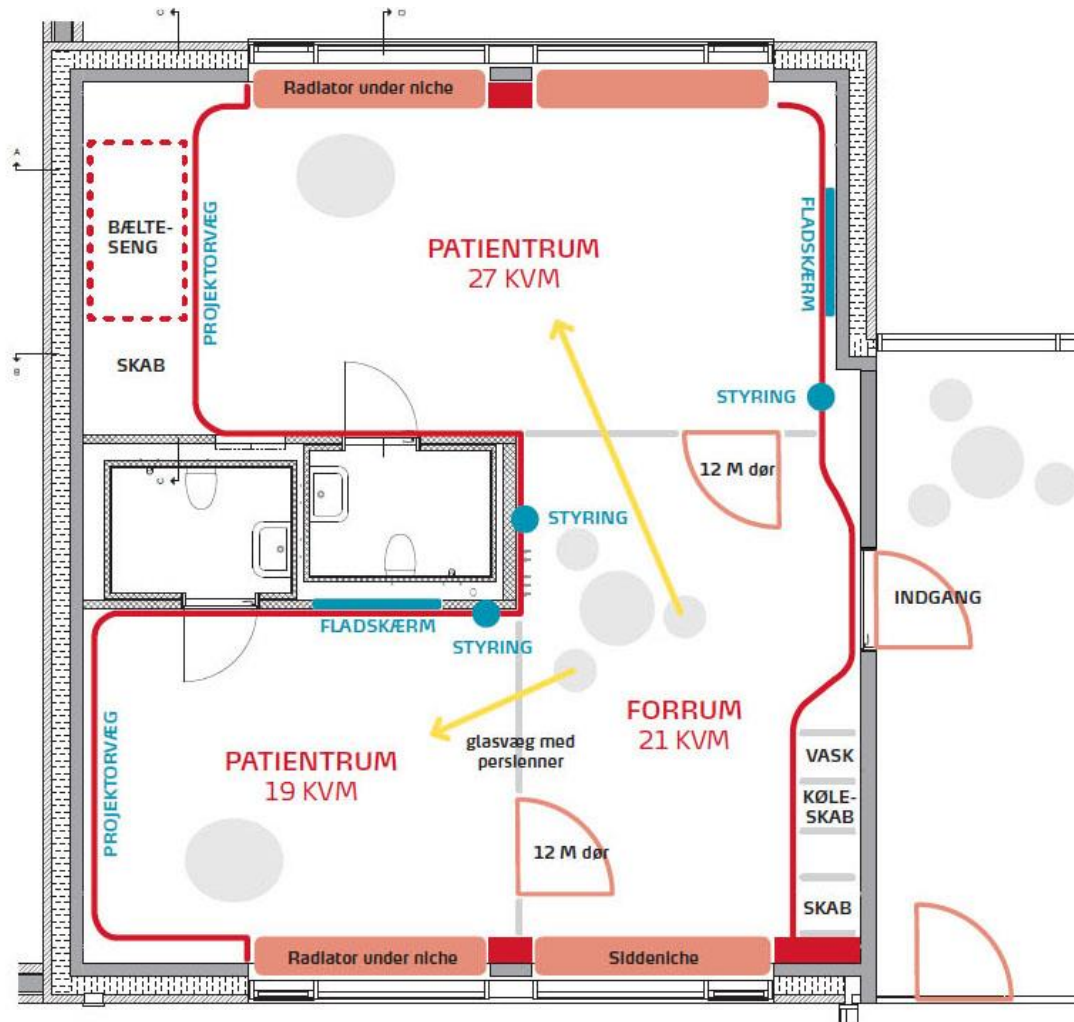 C
D
Radiator under niche
A
BÆLTE-
SENG
PROJEKTORVÆG
PATIENTRUM
27 KVM
FLADSKÆRM
B
SKAB
STYRING
12 M dør
C
STYRING
INDGANG
FLADSKÆRM
STYRING
FORRUM
21 KVM
glasvæg med
persienner
PATIENTRUM
19 KVM
PROJEKTORVÆG
VASK
KØLE-
SKAB
12 M dør
SKAB
Radiator under niche
Siddeniche